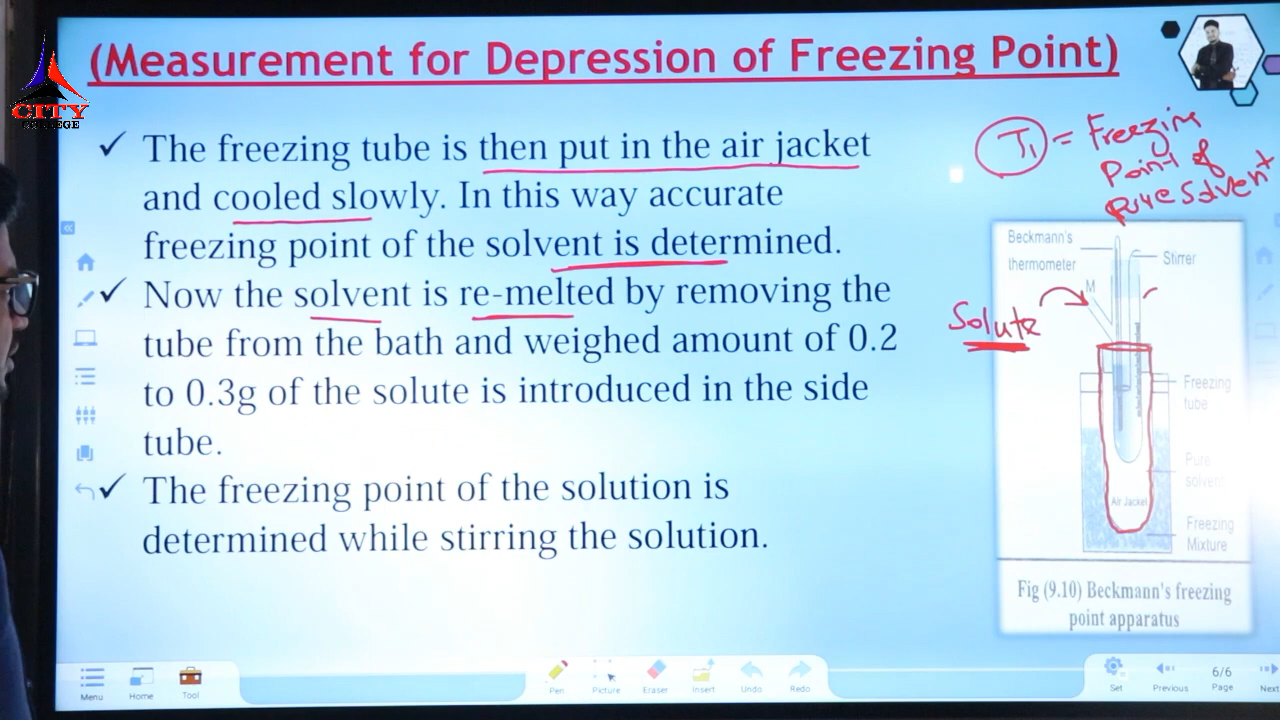 CITY
(Measurement for Depression of Freezing Point)
✓ The freezing tube is then put in the air jacket
and cooled slowly. In this way accurate
freezing point of the solvent is determined.
✓ Now the solvent is re-melted by removing the
tube from the bath and weighed amount of 0.2
to 0.3g of the solute is introduced in the side
tube.
✓ The freezing point of the solution is
determined while stirring the solution.
T₁ = Freezing
Point of
pure solvent
Beckmann's
thermometer
Stirrer
M
Solute
Freezing
tube
Pure
solvent
Air Jacket
Freezing
Mixture
Fig (9.10) Beckmann's freezing
point apparatus
Menu
Home
Tool
Pen
Picture
Eraser
Insert
Undo
Redo
Set
Previous
6/6
Page
Next